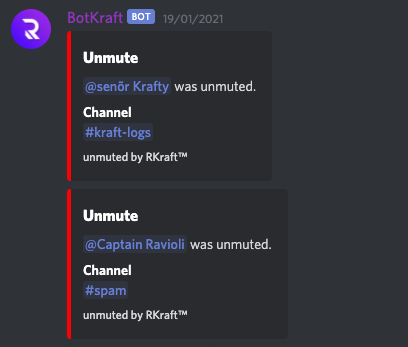 BotKraft BOT 19/01/2021
Unmute
@senõr Krafty was unmuted.
Channel
#kraft-logs
unmuted by RKraft™
Unmute
@Captain Ravioli was unmuted.
Channel
#spam
unmuted by RKraft™